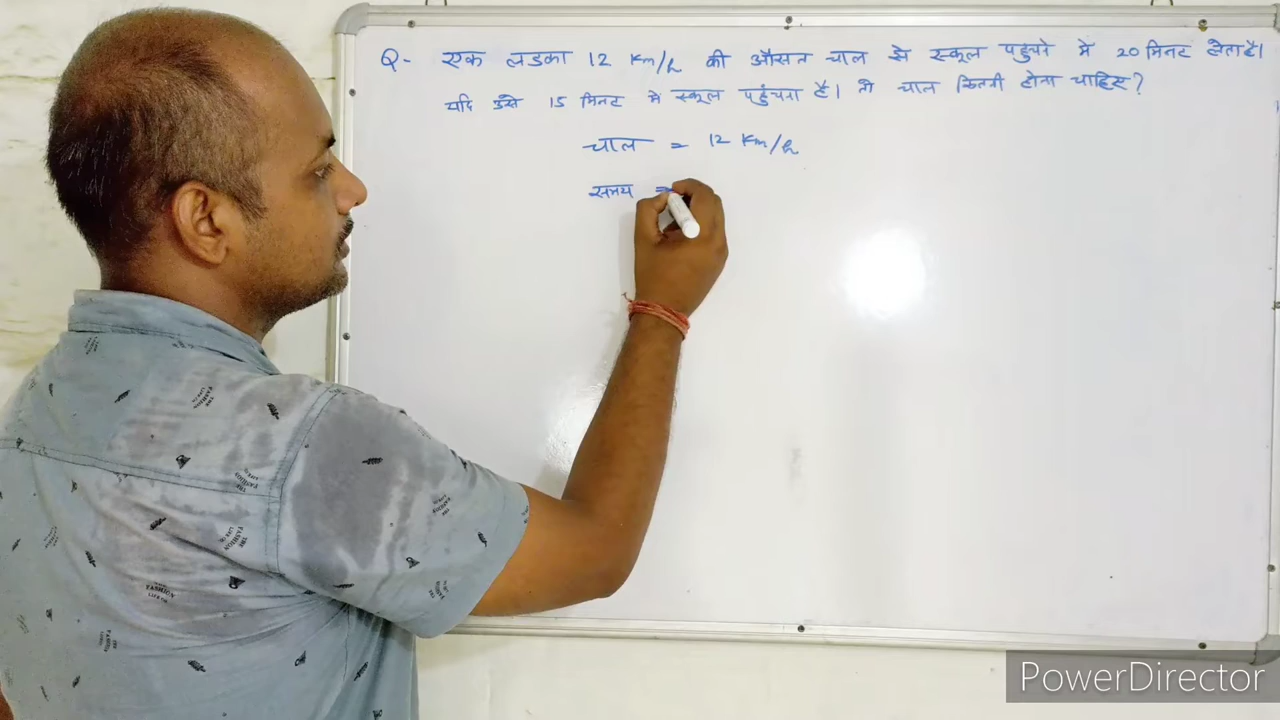 Q- एक लडका 12 Km/h की औसत चाल से स्कूल पहुंचने मे 20 मिनट लेता है।
यदि उसे 15 मिनट मे स्कूल पहुंचना है। तो चाल कितनी होना चाहिए?
चाल = 12 Km/h
समय =
PowerDirector